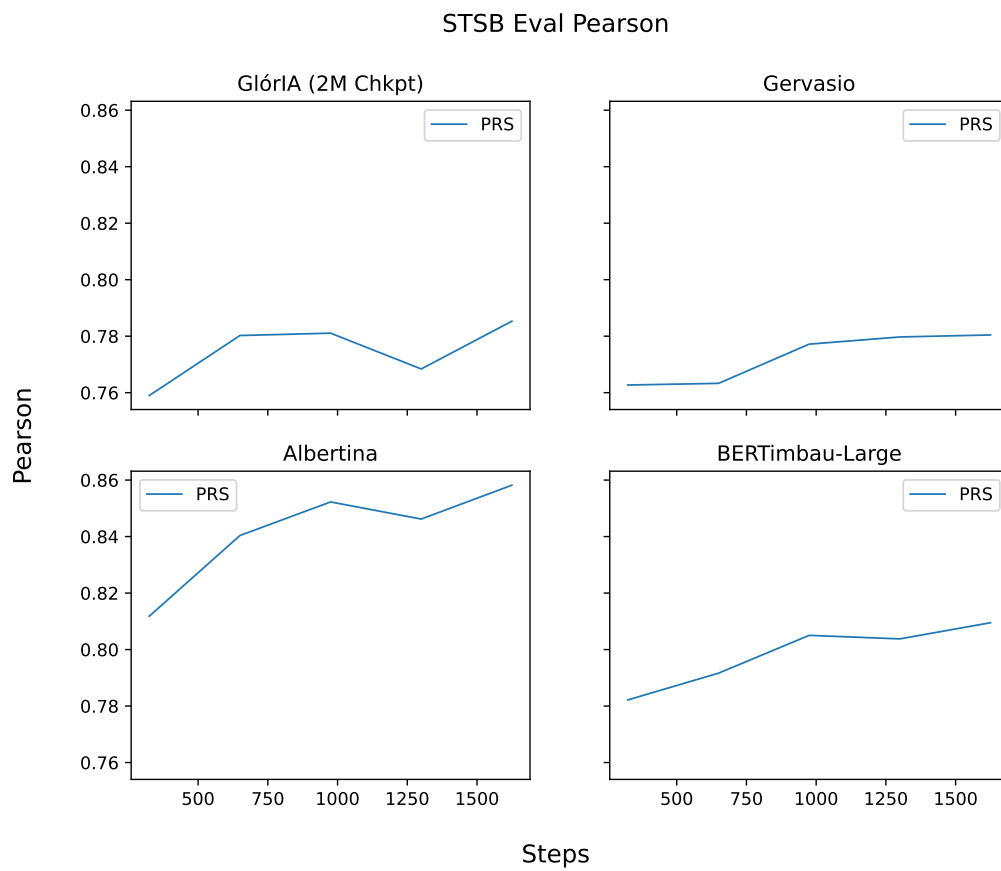 STSB Eval Pearson
GlórIA (2M Chkpt)
PRS
0.86
0.84
0.82
0.80
0.78
0.76
Gervasio
PRS
Pearson
Albertina
PRS
0.86
0.84
0.82
0.80
0.78
0.76
500 750 1000 1250 1500
BERTimbau-Large
PRS
500 750 1000 1250 1500
Steps